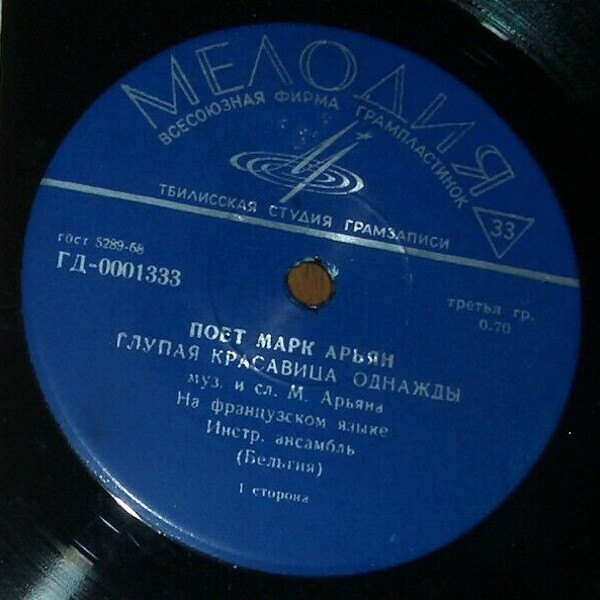 МЕЛОДИЯ
ВСЕСОЮЗНАЯ ФИРМА ГРАМПЛАСТИНОК
ТБИЛИССКАЯ СТУДИЯ ГРАМЗАПИСИ
33
ГОСТ 5289-68
ГД-0001333
третья гр.
0.70
ПОЕТ МАРК АРЬЯН
ГЛУПАЯ КРАСАВИЦА ОДНАЖДЫ
муз. и сл. М. Арьяна
На французском языке
Инстр. ансамбль
(Бельгия)
1 сторона